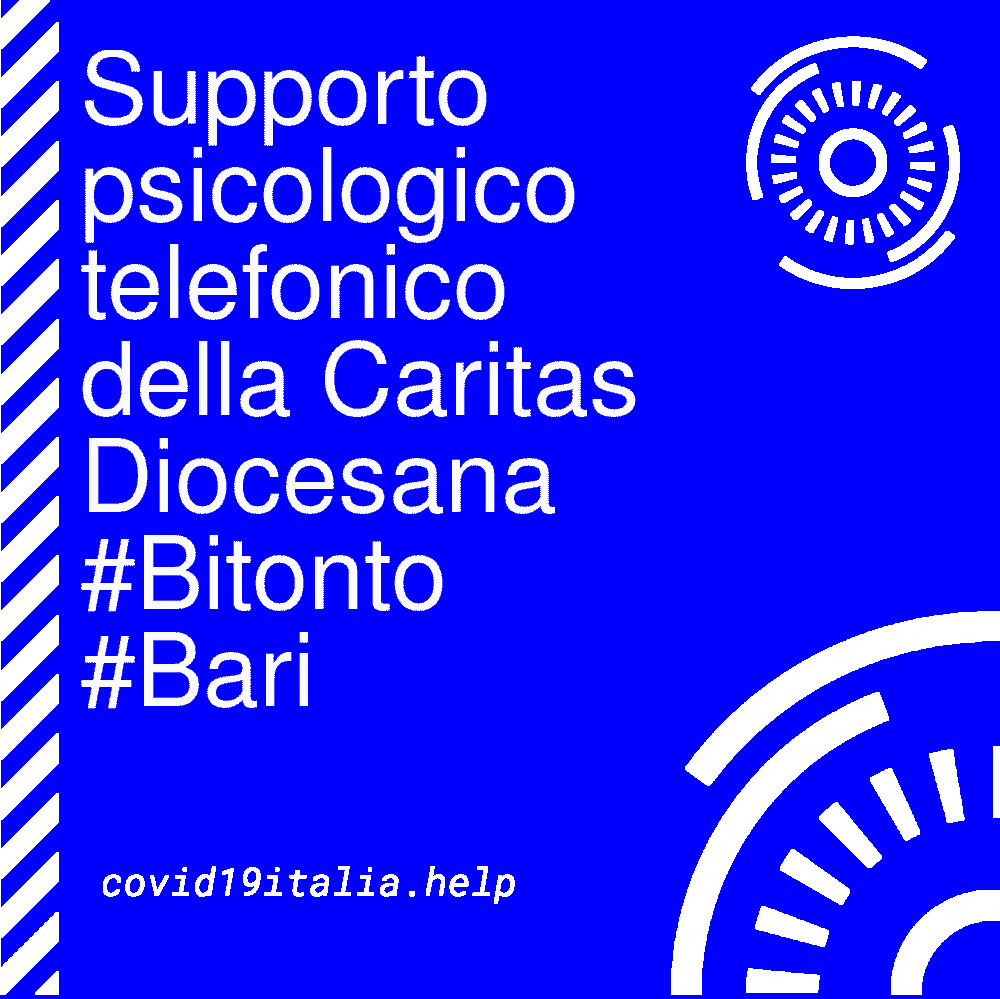 Supporto
psicologico
telefonico
della Caritas
Diocesana
#Bitonto
#Bari
covid19italia.help